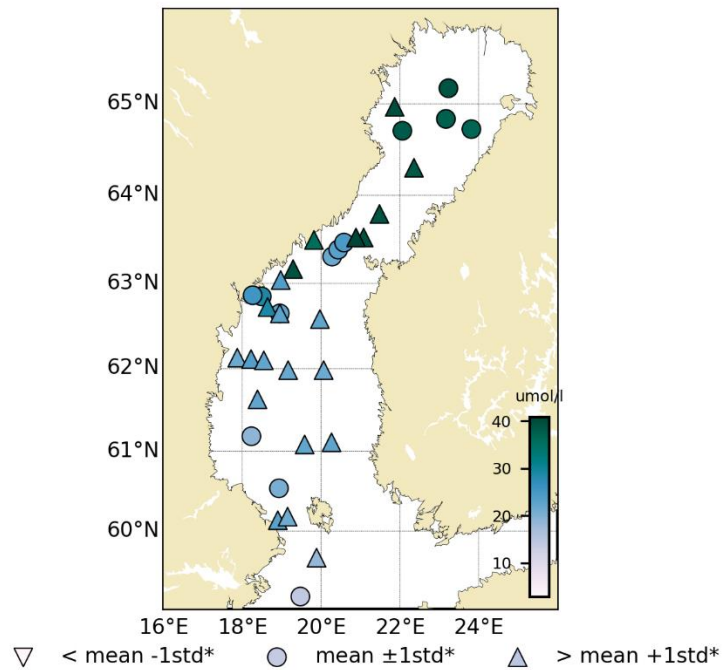 65°N
64°N
63°N
62°N
61°N
60°N
umol/l
40
30
20
10
16°E 18°E 20°E 22°E 24°E
< mean -1std* mean ±1std* > mean +1std*